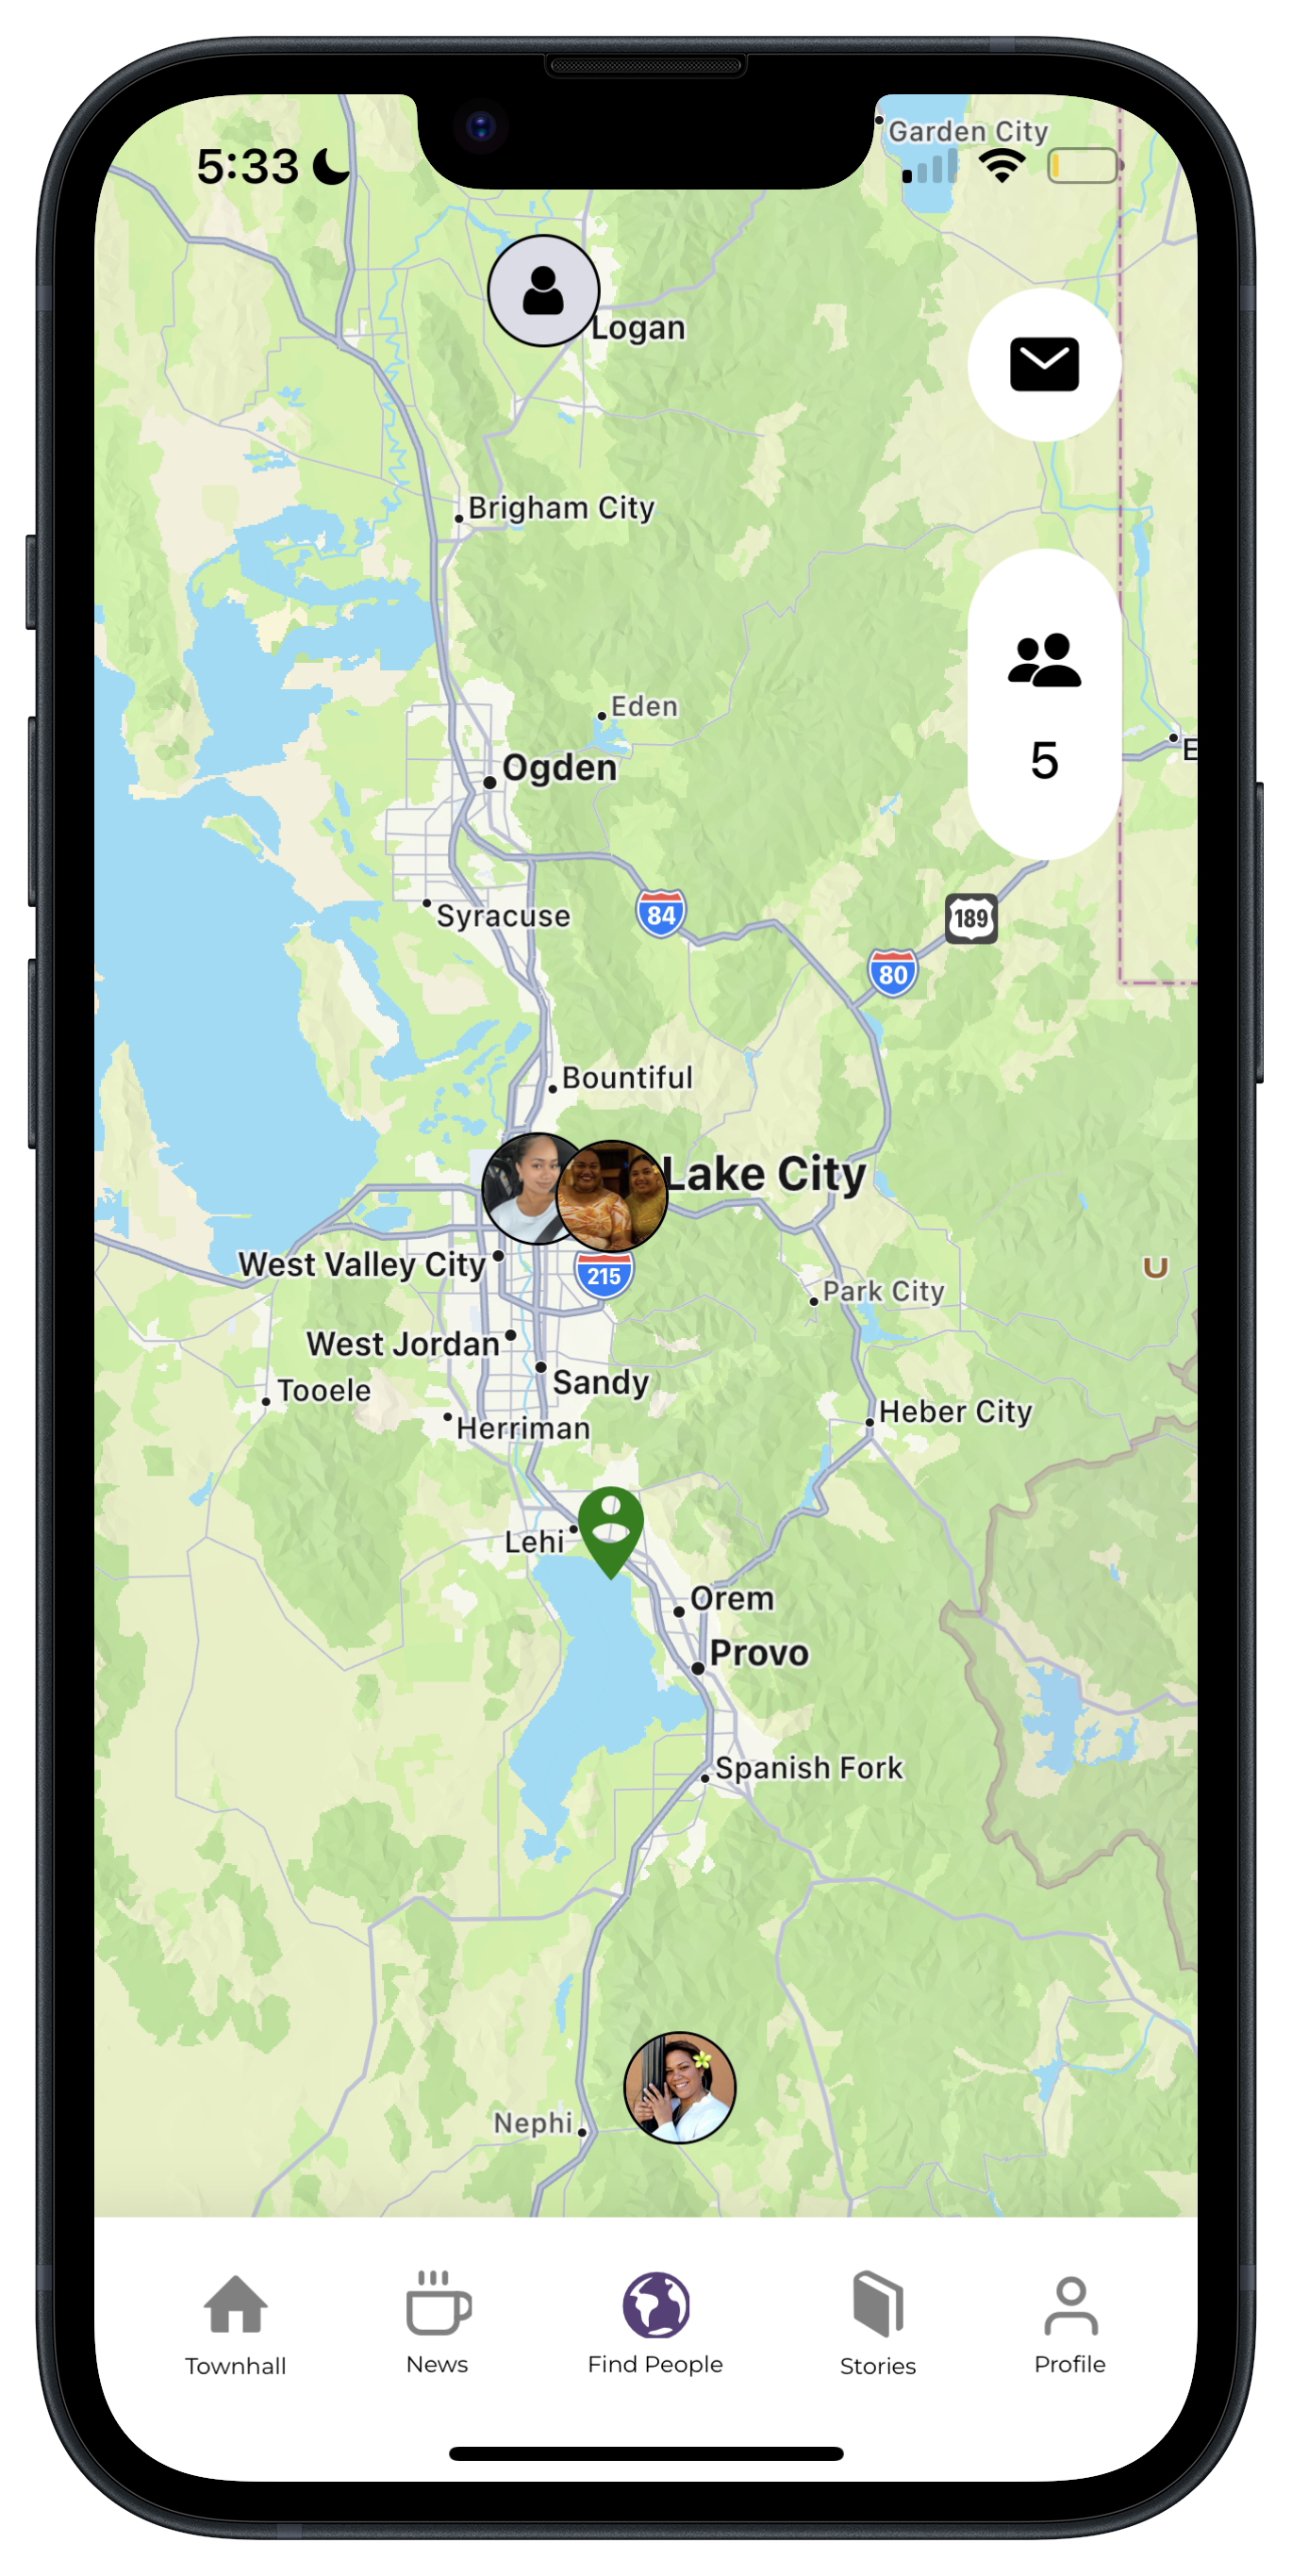 5:33
Garden City
Logan
Brigham City
Eden
Ogden
5
E
Syracuse
84
189
80
Bountiful
Lake City
West Valley City
215
Park City
U
West Jordan
Tooele
Sandy
Herriman
Heber City
Lehi
Orem
Provo
Spanish Fork
Nephi
Townhall
News
Find People
Stories
Profile